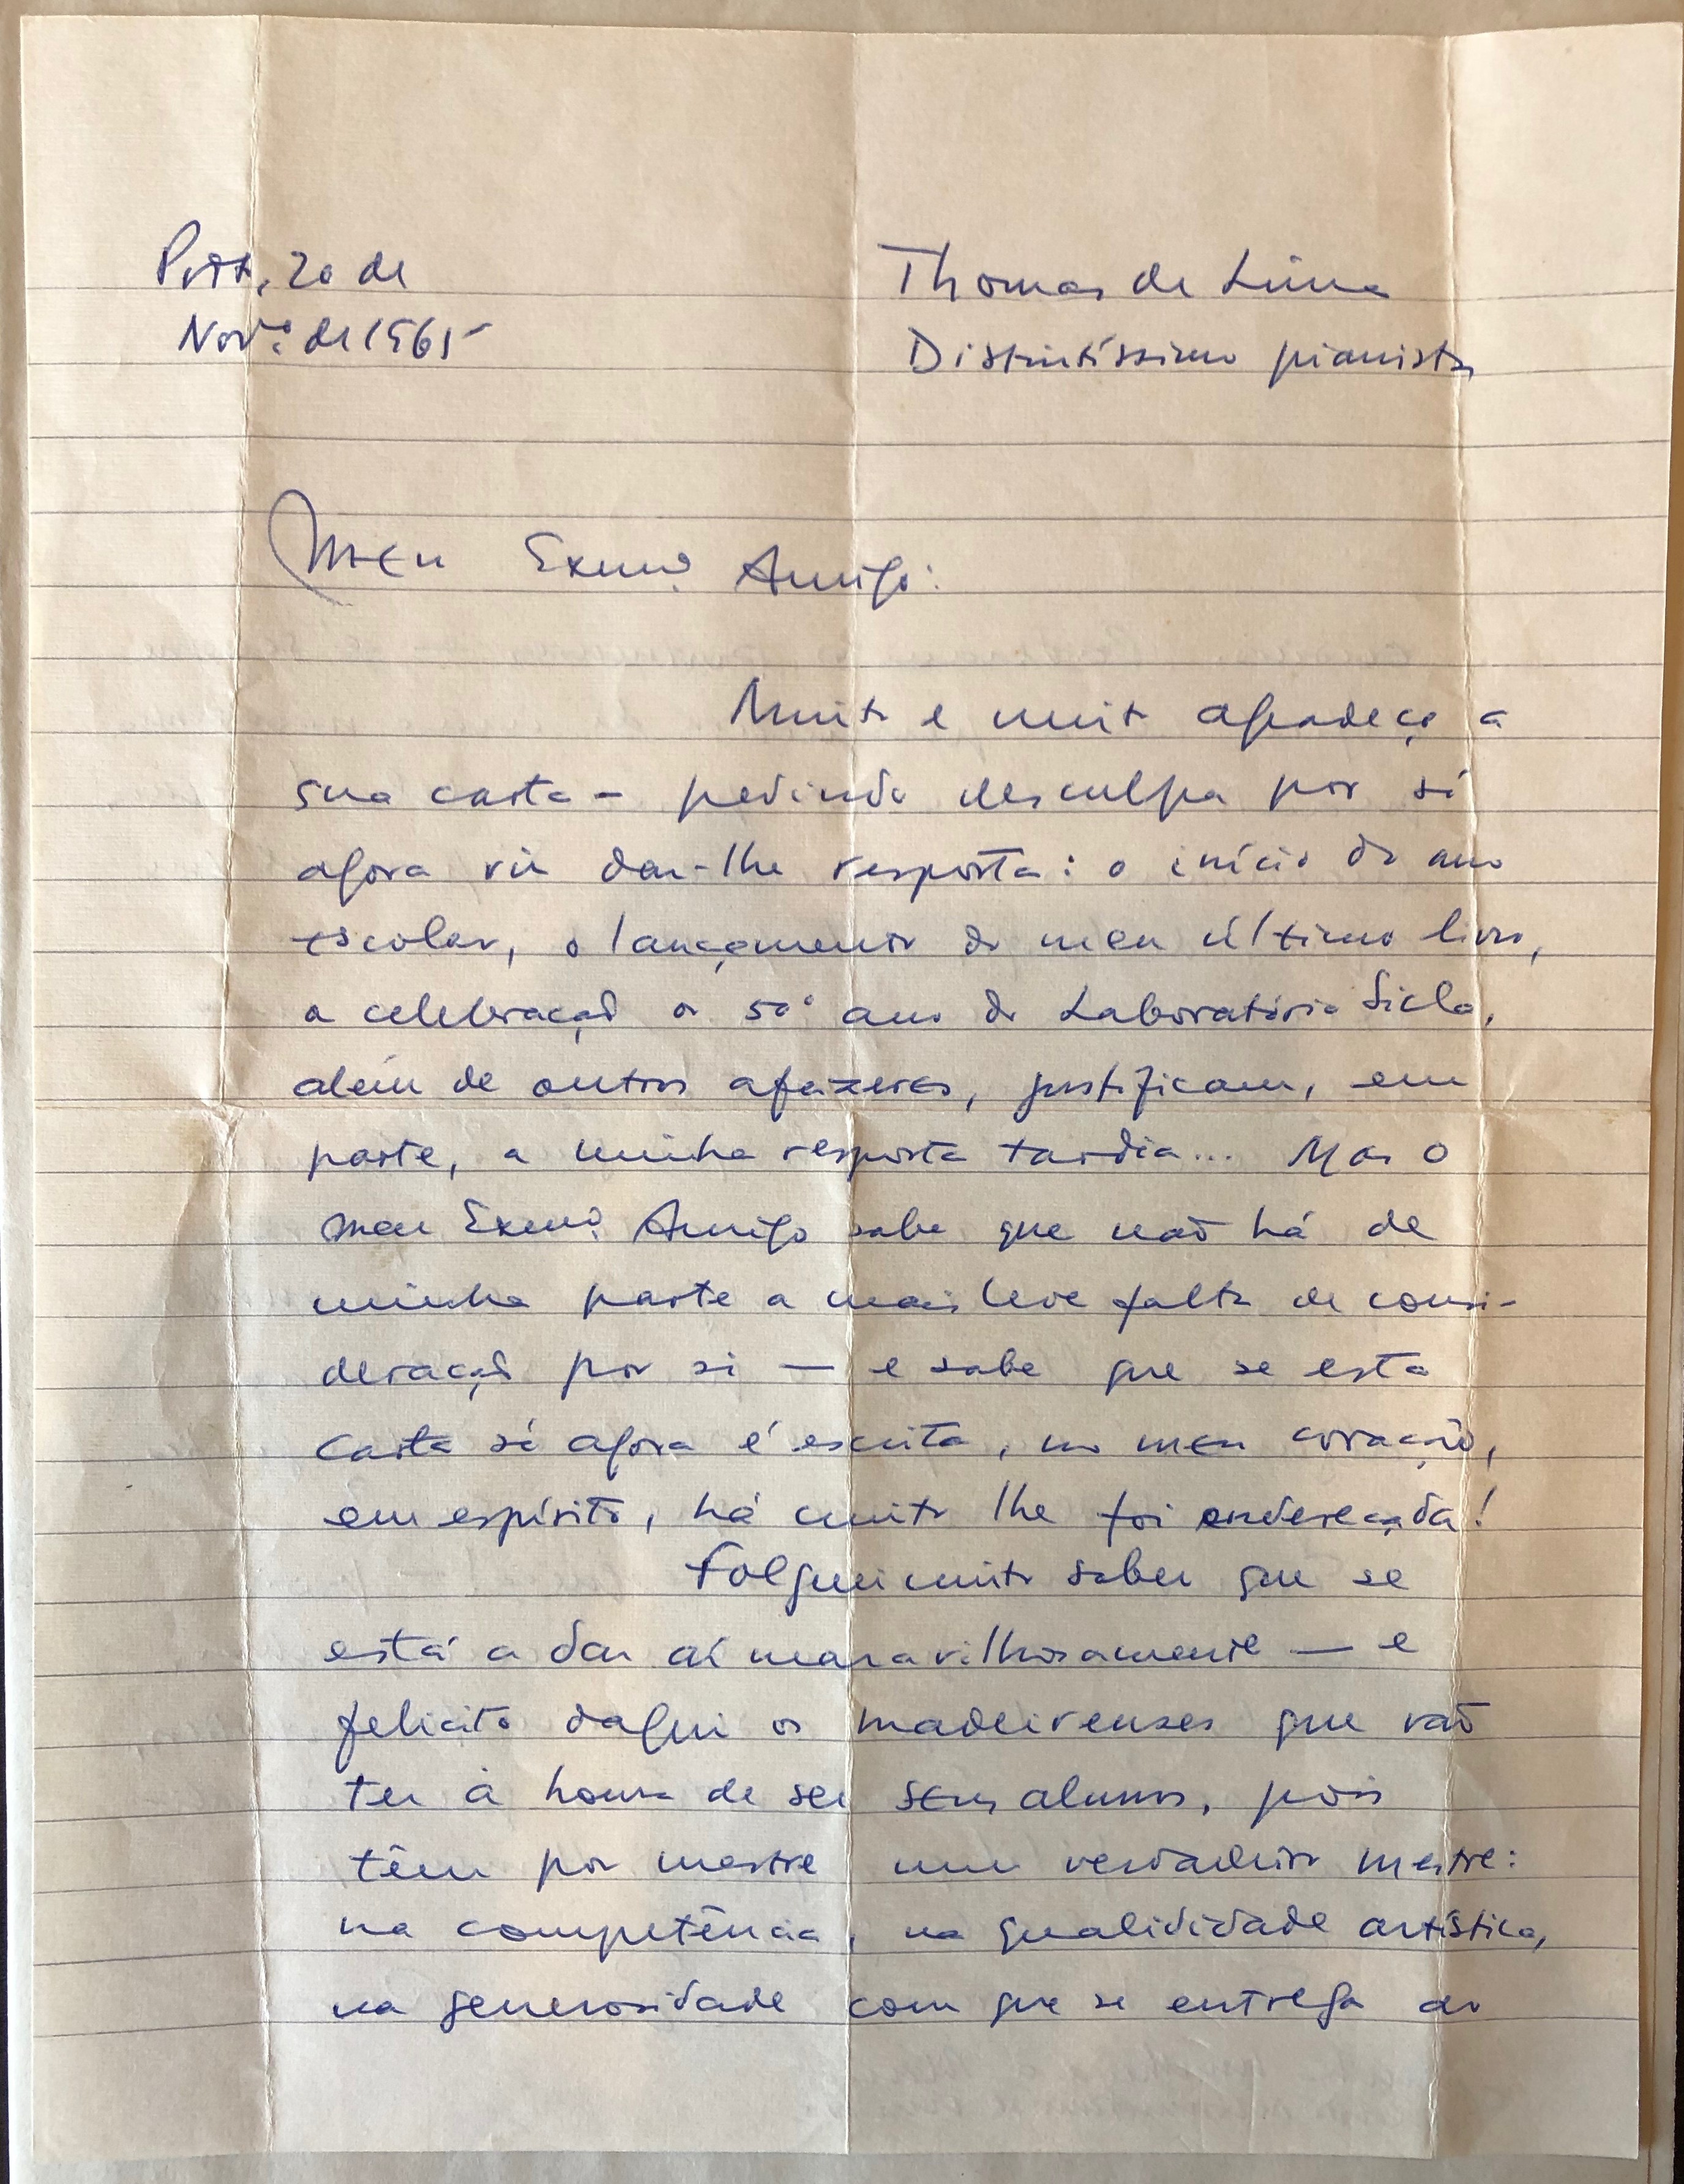 Porto, 20 de
Nov.º de 1965
Thomas de Lima
Distintíssimo pianista
Meu Exmº. Amigo:
Muito e muito agradeço a
sua carta — pedindo desculpa por só
agora vir dar-lhe resposta: o início do ano
escolar, o lançamento do meu último livro,
a celebração do 50º ano do Laboratório Sicla,
além de outros afazeres, justificam, em
parte, a minha resposta tardia... Mas o
meu Exmº. Amigo sabe que não há de
minha parte a mais leve falta de consi-
deração por si — e sabe que se esta
carta só agora é escrita, no meu coração,
em espírito, há muito lhe foi endereçada!
Folguei muito saber que se
está a dar aí maravilhosamente — e
felicito daqui os madeirenses que vão
ter à honra de ser seus alunos, pois
têm por mestre um verdadeiro mestre:
na competência, na qualididade artística,
na generosidade com que se entrega ao